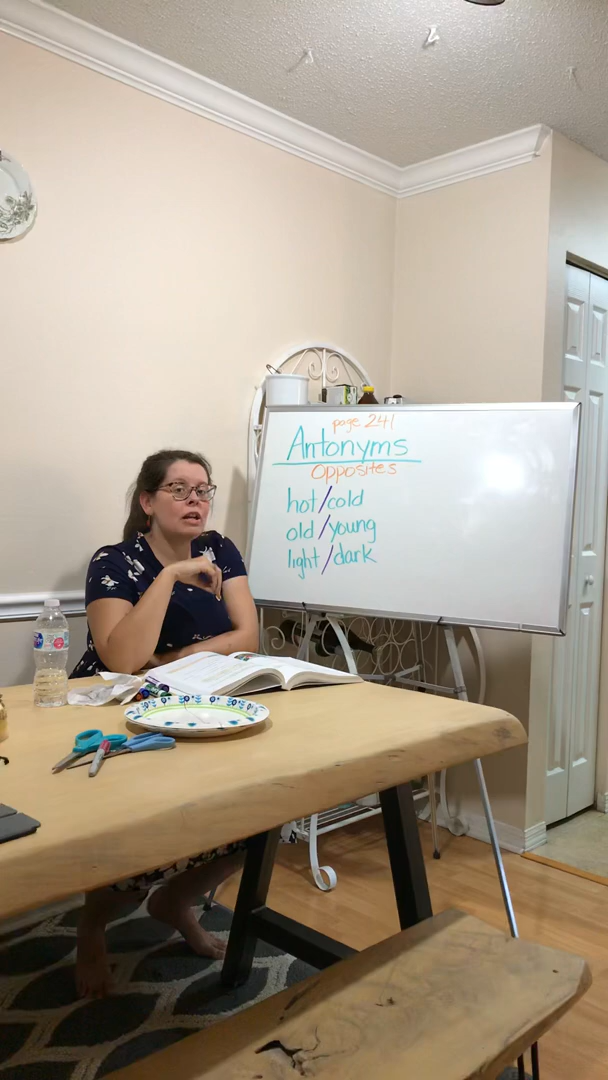 page 241
Antonyms
Opposites
hot/cold
old/young
light/dark